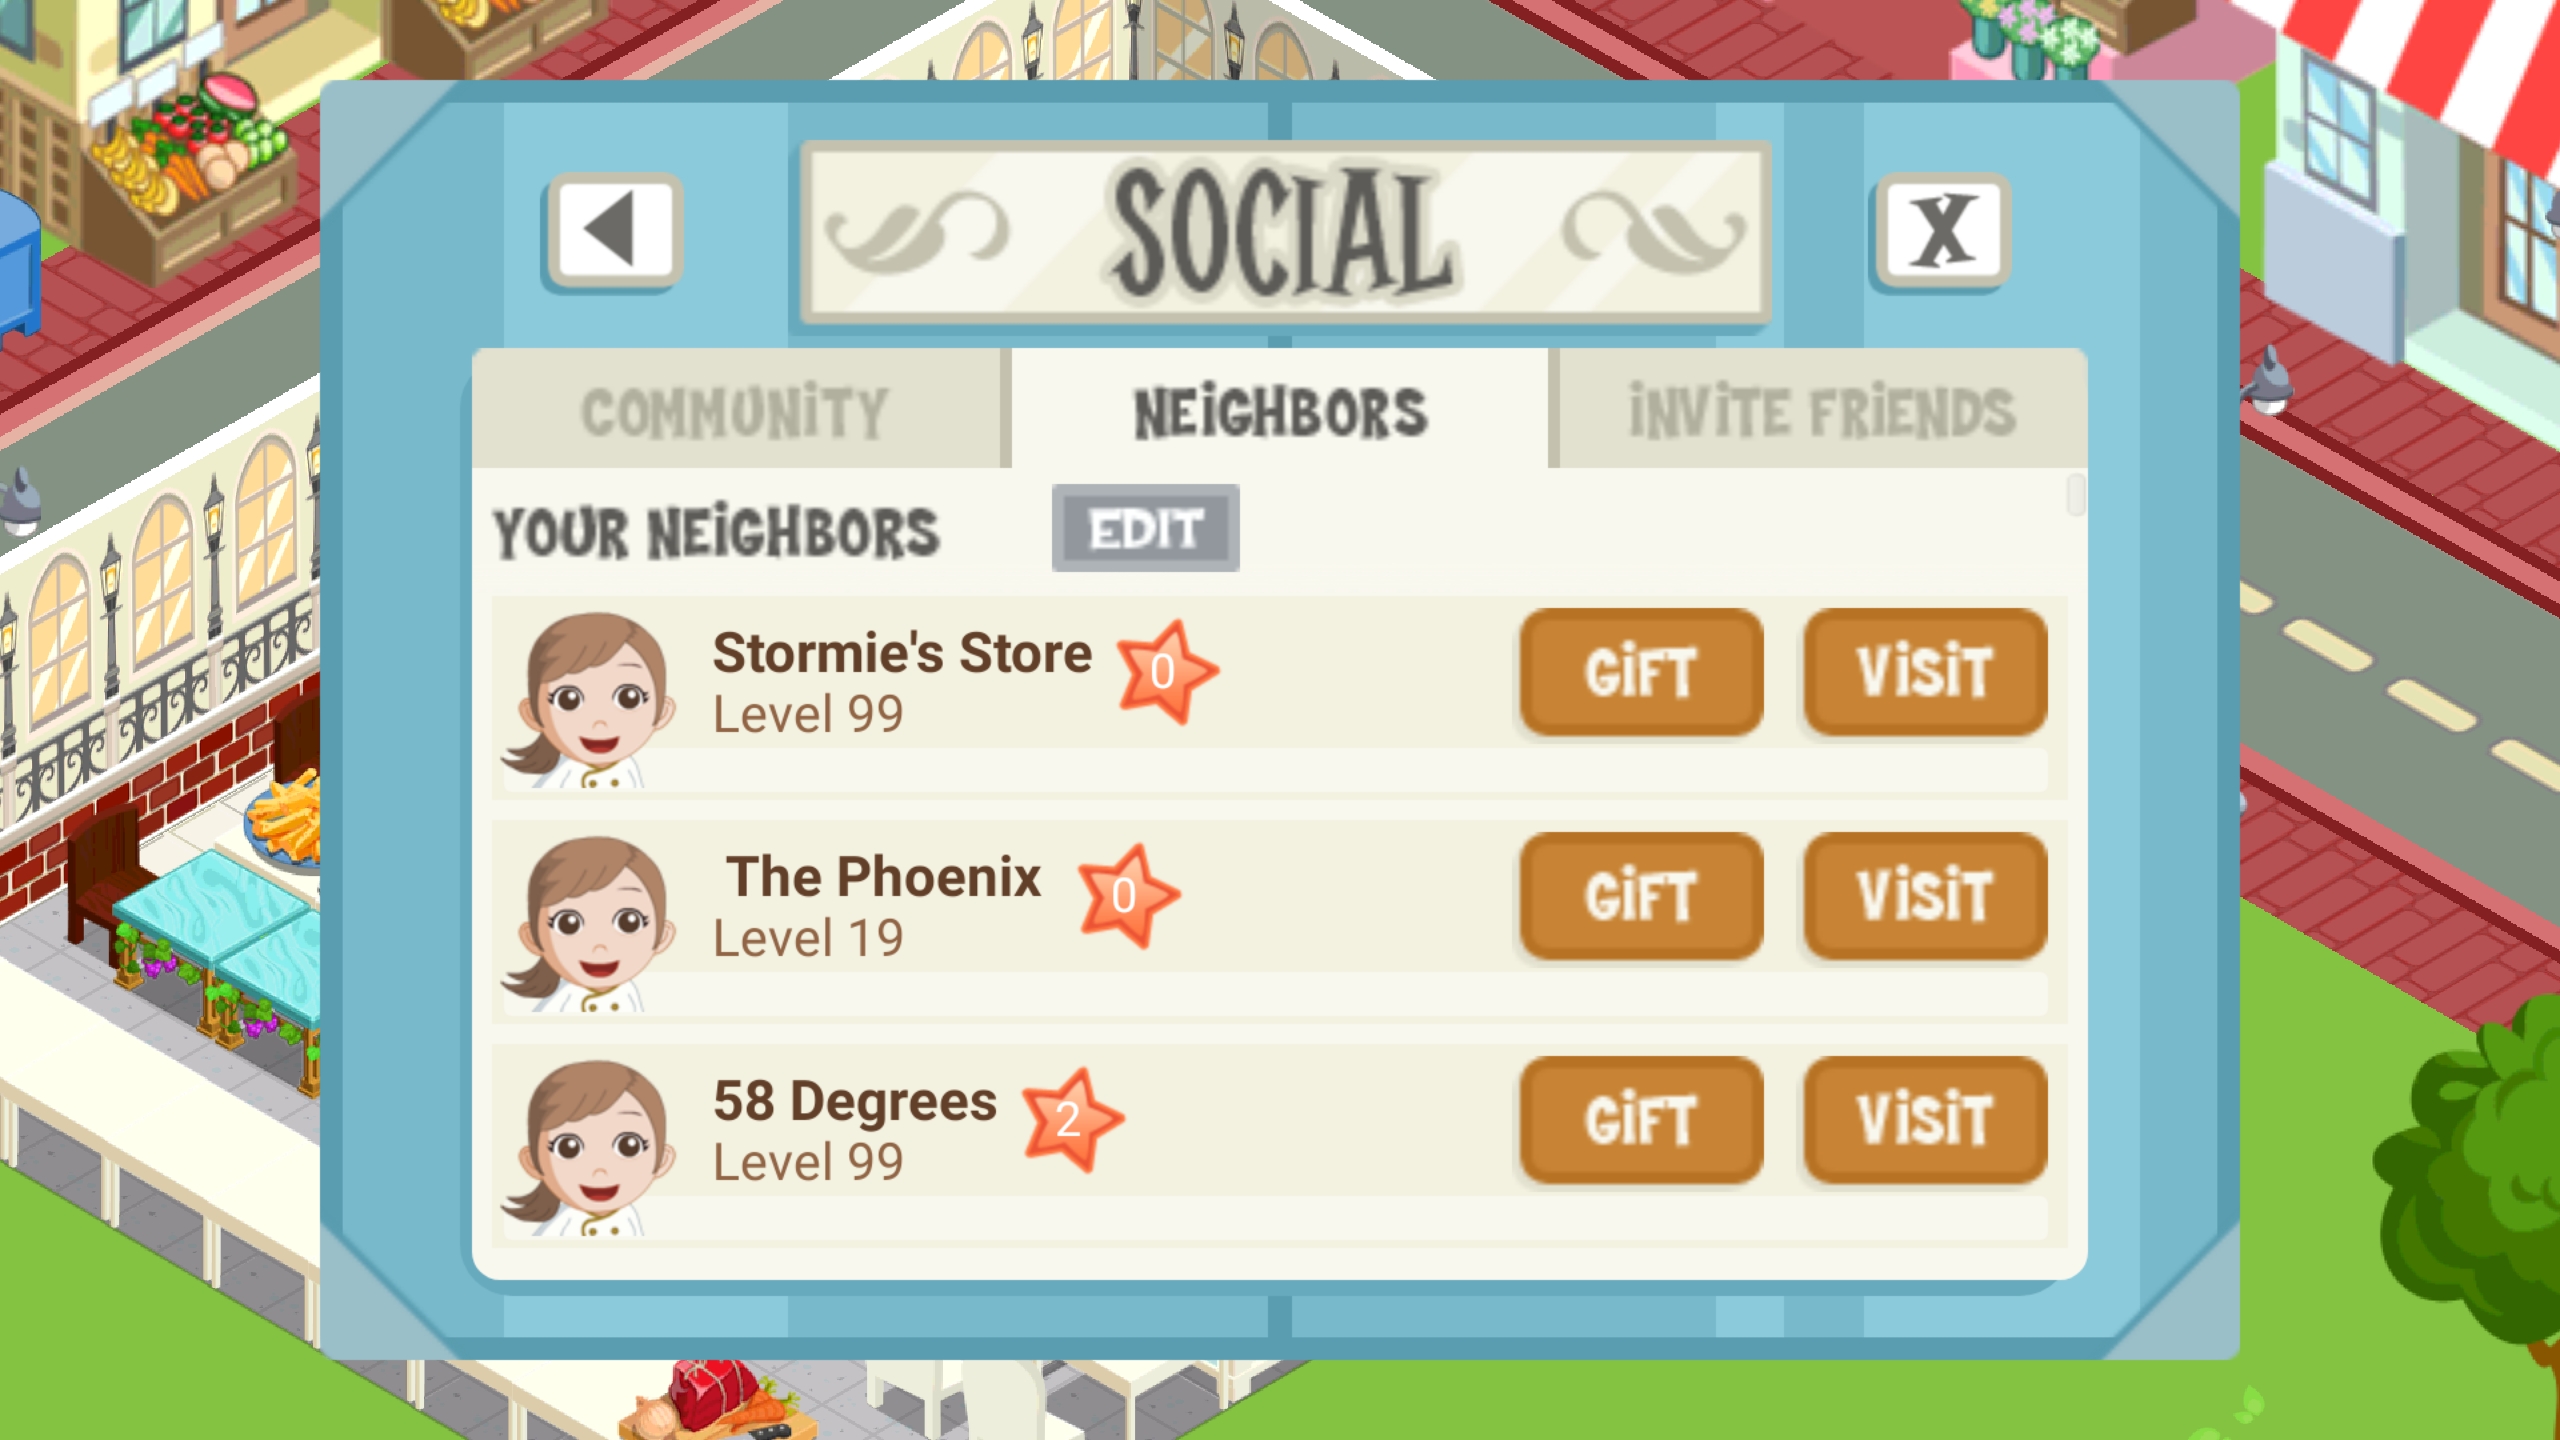 SOCIAL
X
COMMUNITY
NEIGHBORS
INVITE FRIENDS
YOUR NEIGHBORS
EDIT
Stormie's Store
0
Level 99
GIFT
VISIT
The Phoenix
0
Level 19
GIFT
VISIT
58 Degrees
2
Level 99
GIFT
VISIT